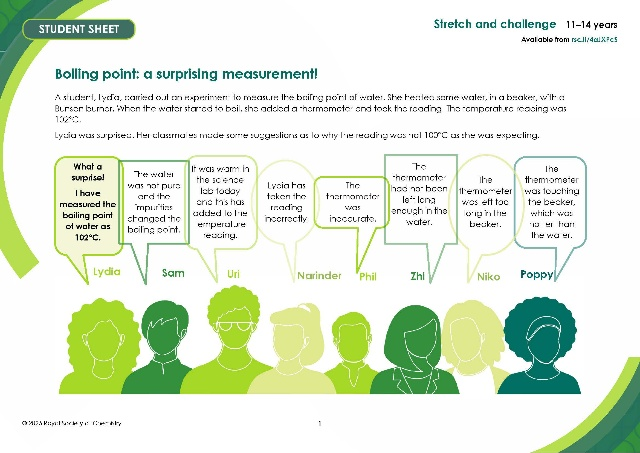 STUDENT SHEET
Stretch and challenge 11–14 years
Available from
Boiling point: a surprising measurement!
A student, Lydia, carried out an experiment to measure the boiling point of water. She heated some water, in a beaker, with a
Bunsen burner. When the water started to boil, she added a thermometer and took the reading. The temperature reading was
102°C.
Lydia was surprised. Her classmates made some suggestions as to why the reading was not 100°C as she was expecting.
What a
surprise!
I have
measured the
boiling point
of water as
102°C.
The water
was not pure
and the
impurities
changed the
boiling point.
It was warm in
the science
lab today
and this has
added to the
temperature
reading.
Lydia has
taken the
reading
incorrectly
The
thermometer
was
inaccurate.
The
thermometer
had not been
left long
enough in the
water.
The
thermometer
was left too
long in the
beaker.
The
thermometer
was touching
the beaker,
which was
hotter than
the water.
Lydia
Sam
Uri
Narinder
Phil
Zhi
Niko
Poppy
Royal Society of Chemistry
1